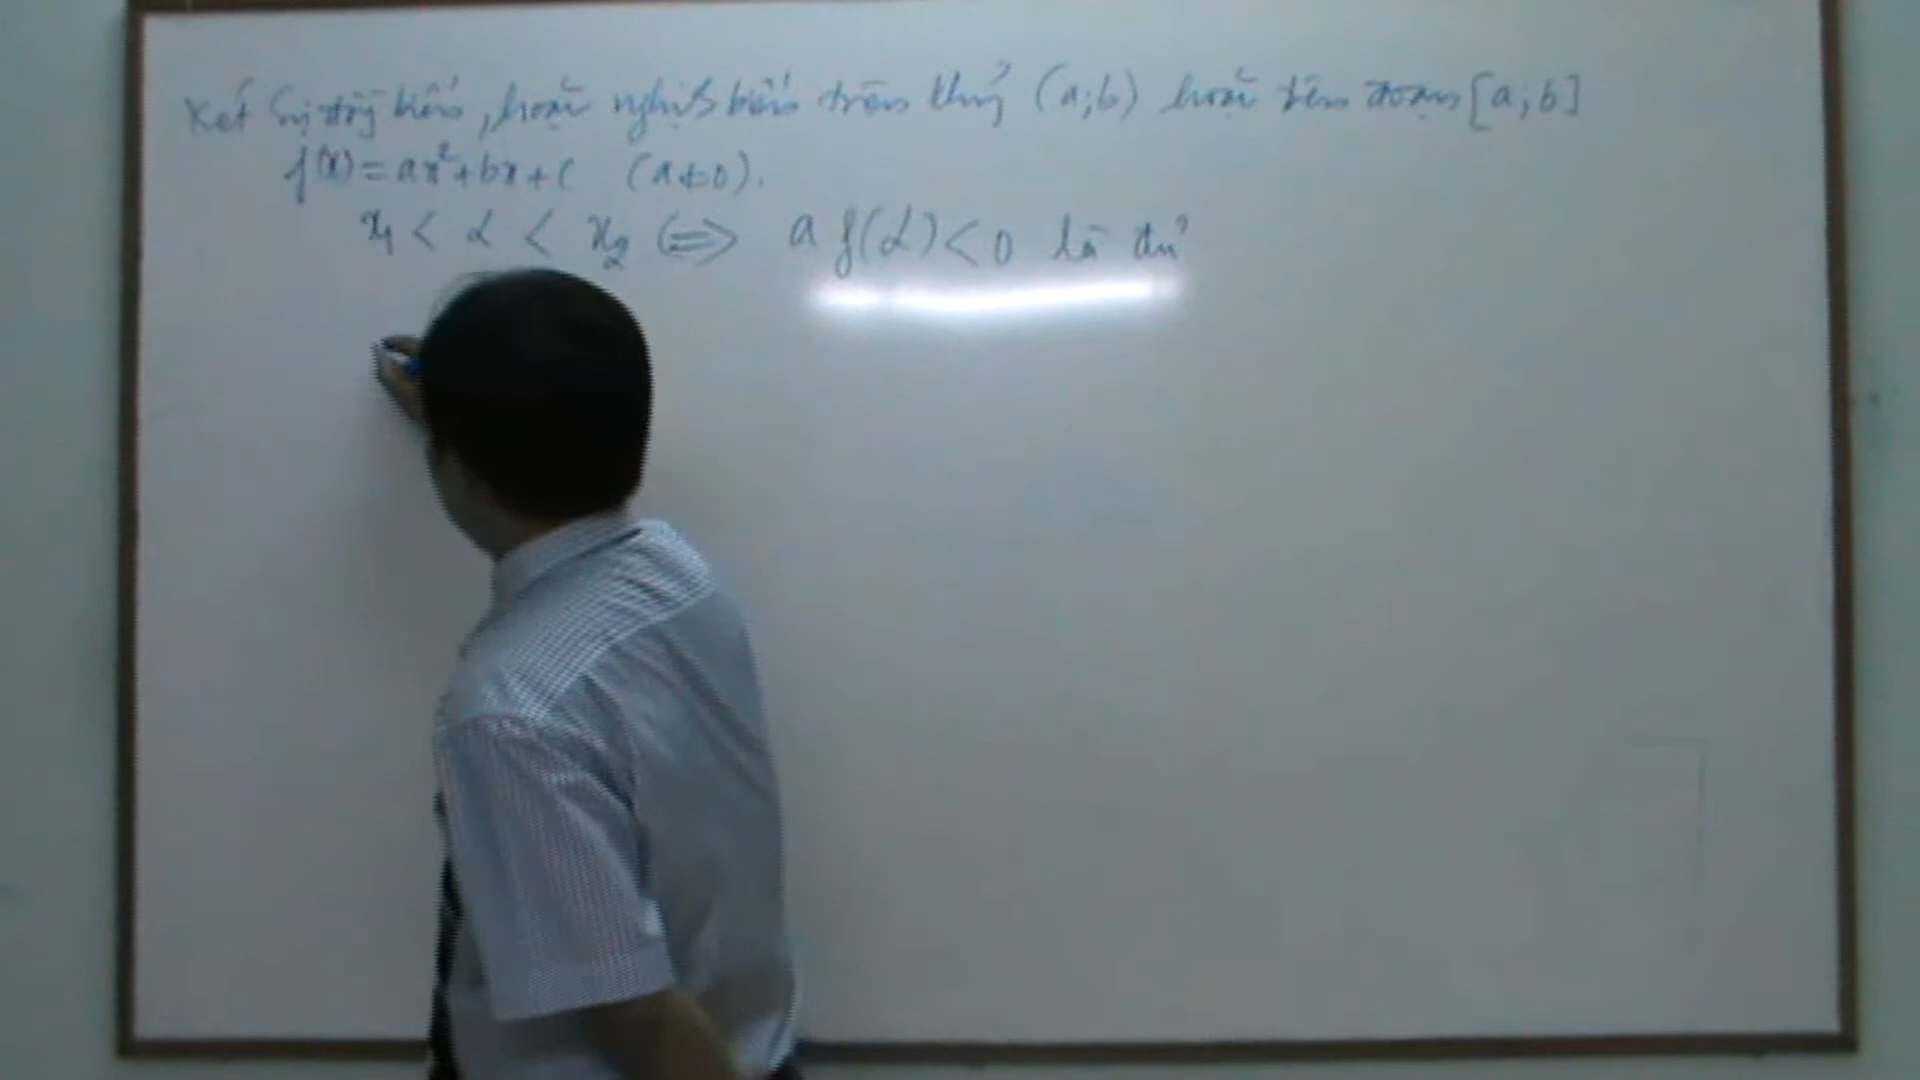 Xét sự đồng biến, hoặc nghịch biến trên khoảng (a;b) hoặc trên đoạn [a;b]
f(x) = ax² + bx + c (a ≠ 0).
x₁ < α < x₂ ⇔ a f(α) < 0 là đủ